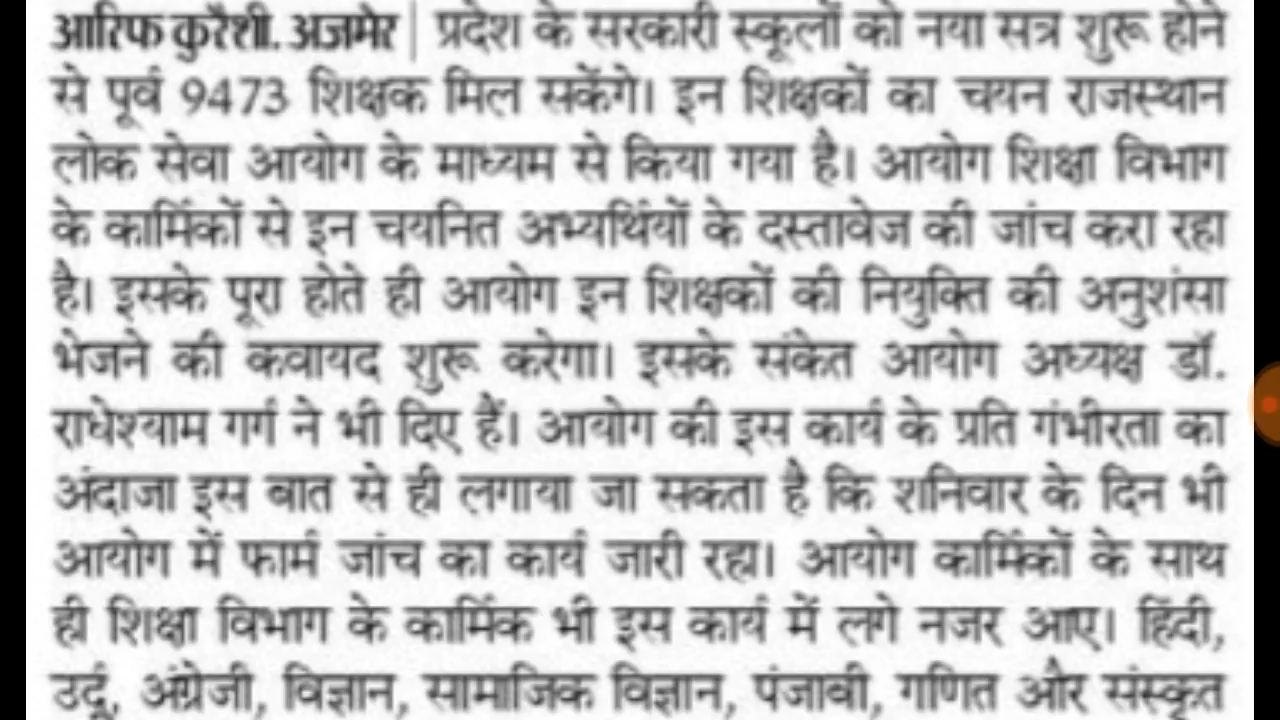 आरिफ कुरैशी. अजमेर | प्रदेश के सरकारी स्कूलों को नया सत्र शुरू होने
से पूर्व 9473 शिक्षक मिल सकेंगे। इन शिक्षकों का चयन राजस्थान
लोक सेवा आयोग के माध्यम से किया गया है। आयोग शिक्षा विभाग
के कार्मिकों से इन चयनित अभ्यर्थियों के दस्तावेज की जांच करा रहा
है। इसके पूरा होते ही आयोग इन शिक्षकों की नियुक्ति की अनुशंसा
भेजने की कवायद शुरू करेगा। इसके संकेत आयोग अध्यक्ष डॉ.
राधेश्याम गर्ग ने भी दिए हैं। आयोग की इस कार्य के प्रति गंभीरता का
अंदाजा इस बात से ही लगाया जा सकता है कि शनिवार के दिन भी
आयोग में फार्म जांच का कार्य जारी रहा। आयोग कार्मिकों के साथ
ही शिक्षा विभाग के कार्मिक भी इस कार्य में लगे नजर आए। हिंदी,
उर्दू, अंग्रेजी, विज्ञान, सामाजिक विज्ञान, पंजाबी, गणित और संस्कृत